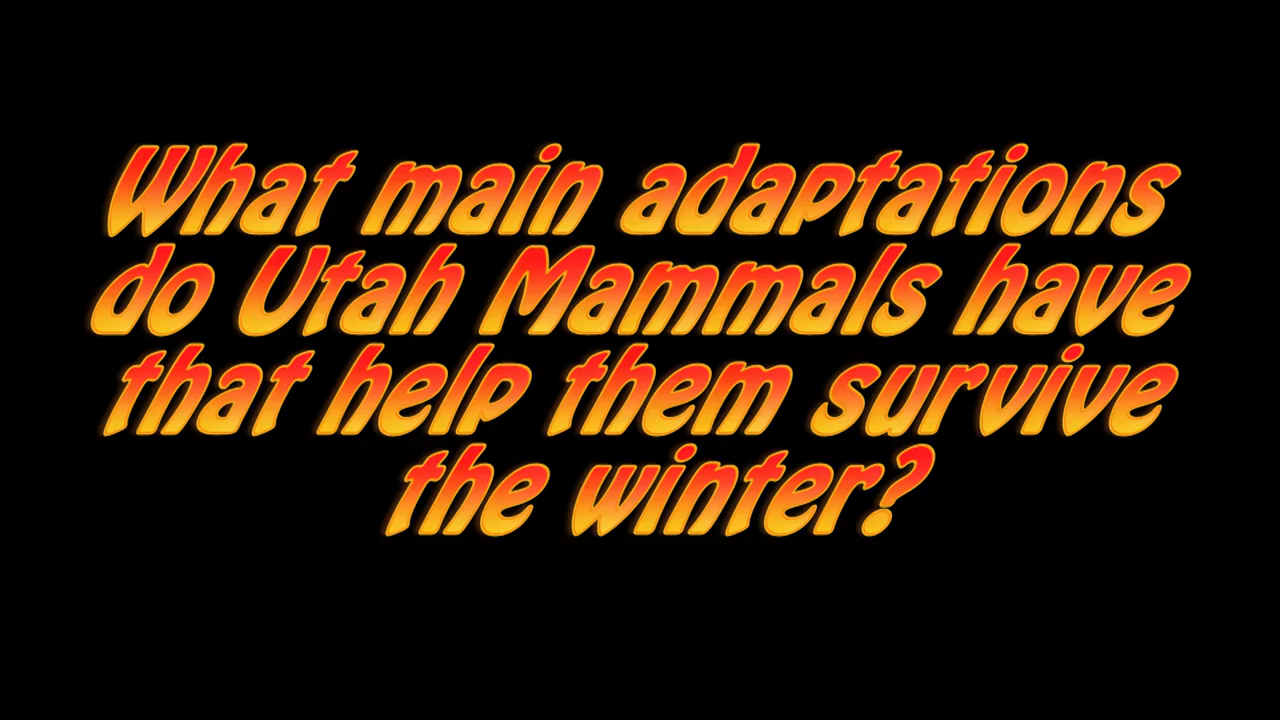 What main adaptations
do Utah Mammals have
that help them survive
the winter?